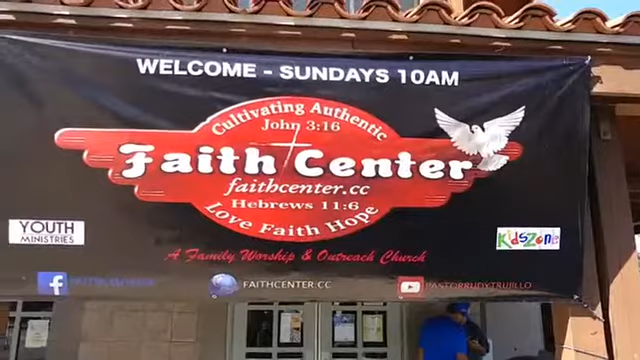 WELCOME - SUNDAYS 10AM
Cultivating Authentic
John 3:16
Faith Center
faithcenter.cc
Hebrews 11:6
Love Faith Hope
YOUTH
MINISTRIES
KidsZone
A Family Worship & Outreach Church
FAITHCENTER.CC
PASTORRUDYTRUJILLO